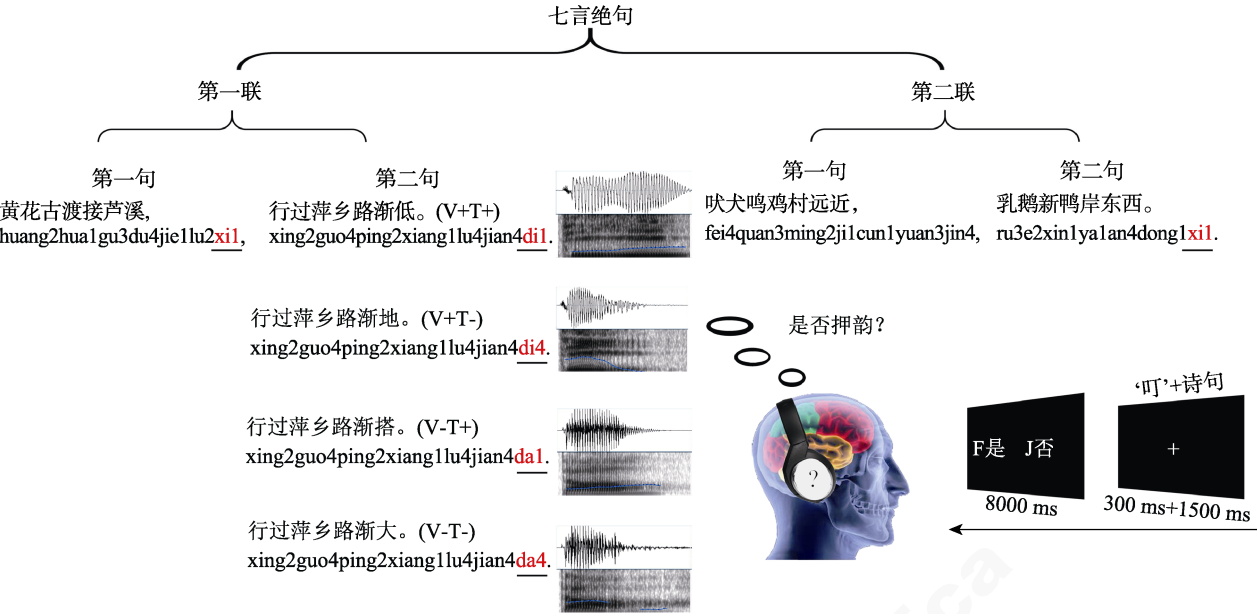 七言绝句
第一联
第二联
第一句
第二句
第一句
第二句
黄花古渡接芦溪，
huang2hua1gu3du4jie1lu2xi1,
行过萍乡路渐低。(V+T+)
xing2guo4ping2xiang1lu4jian4di1.
吠犬鸣鸡村远近，
fei4quan3ming2ji1cun1yuan3jin4,
乳鹅新鸭岸东西。
ru3e2xin1ya1an4dong1xi1.
行过萍乡路渐地。(V+T-)
xing2guo4ping2xiang1lu4jian4di4.
行过萍乡路渐搭。(V-T+)
xing2guo4ping2xiang1lu4jian4da1.
行过萍乡路渐大。(V-T-)
xing2guo4ping2xiang1lu4jian4da4.
是否押韵？
?
F是 J否
8000 ms
‘叮’+诗句
+
300 ms+1500 ms